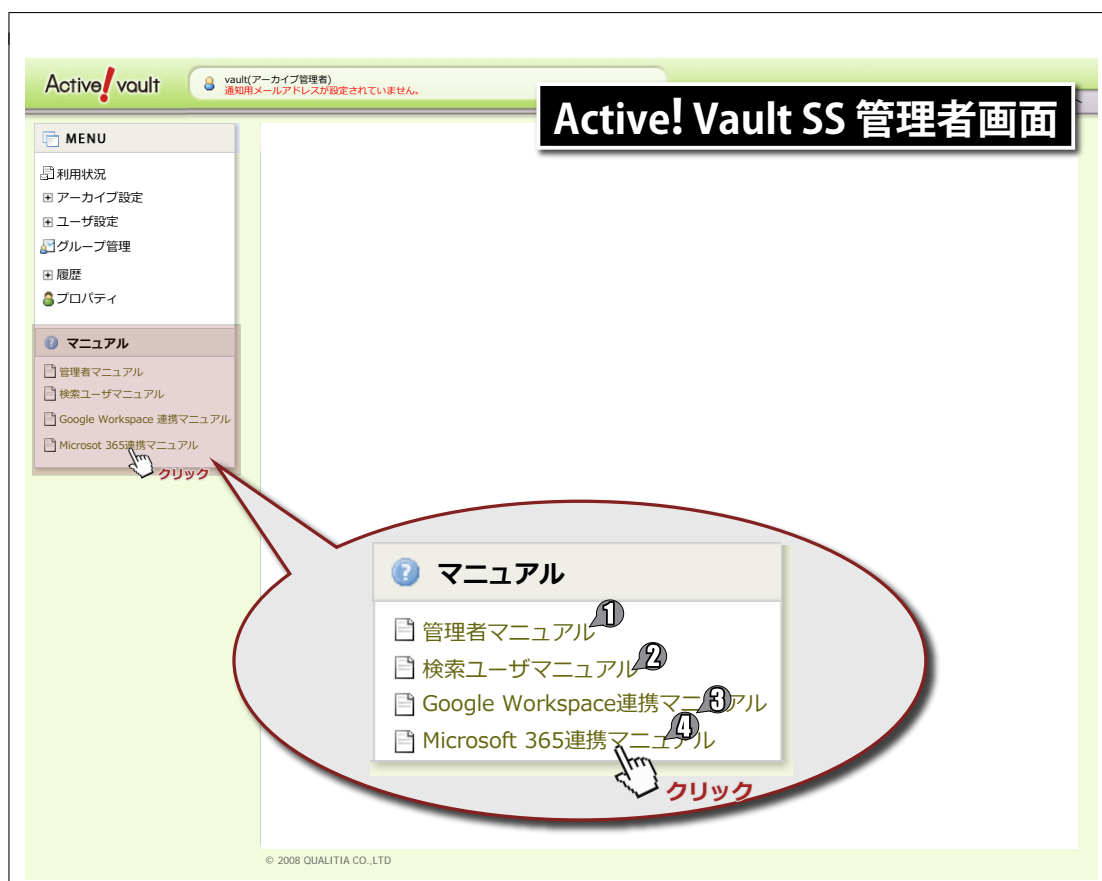 Active! vault
vault(アーカイブ管理者)
通知用メールアドレスが設定されていません。
Active! Vault SS 管理者画面
MENU
利用状況
アーカイブ設定
ユーザ設定
グループ管理
履歴
プロパティ
マニュアル
管理者マニュアル
検索ユーザマニュアル
Google Workspace 連携マニュアル
Microsot 365連携マニュアル
クリック
マニュアル
管理者マニュアル 1
検索ユーザマニュアル 2
Google Workspace連携マニュアル 3
Microsoft 365連携マニュアル 4
クリック
© 2008 QUALITIA CO.,LTD